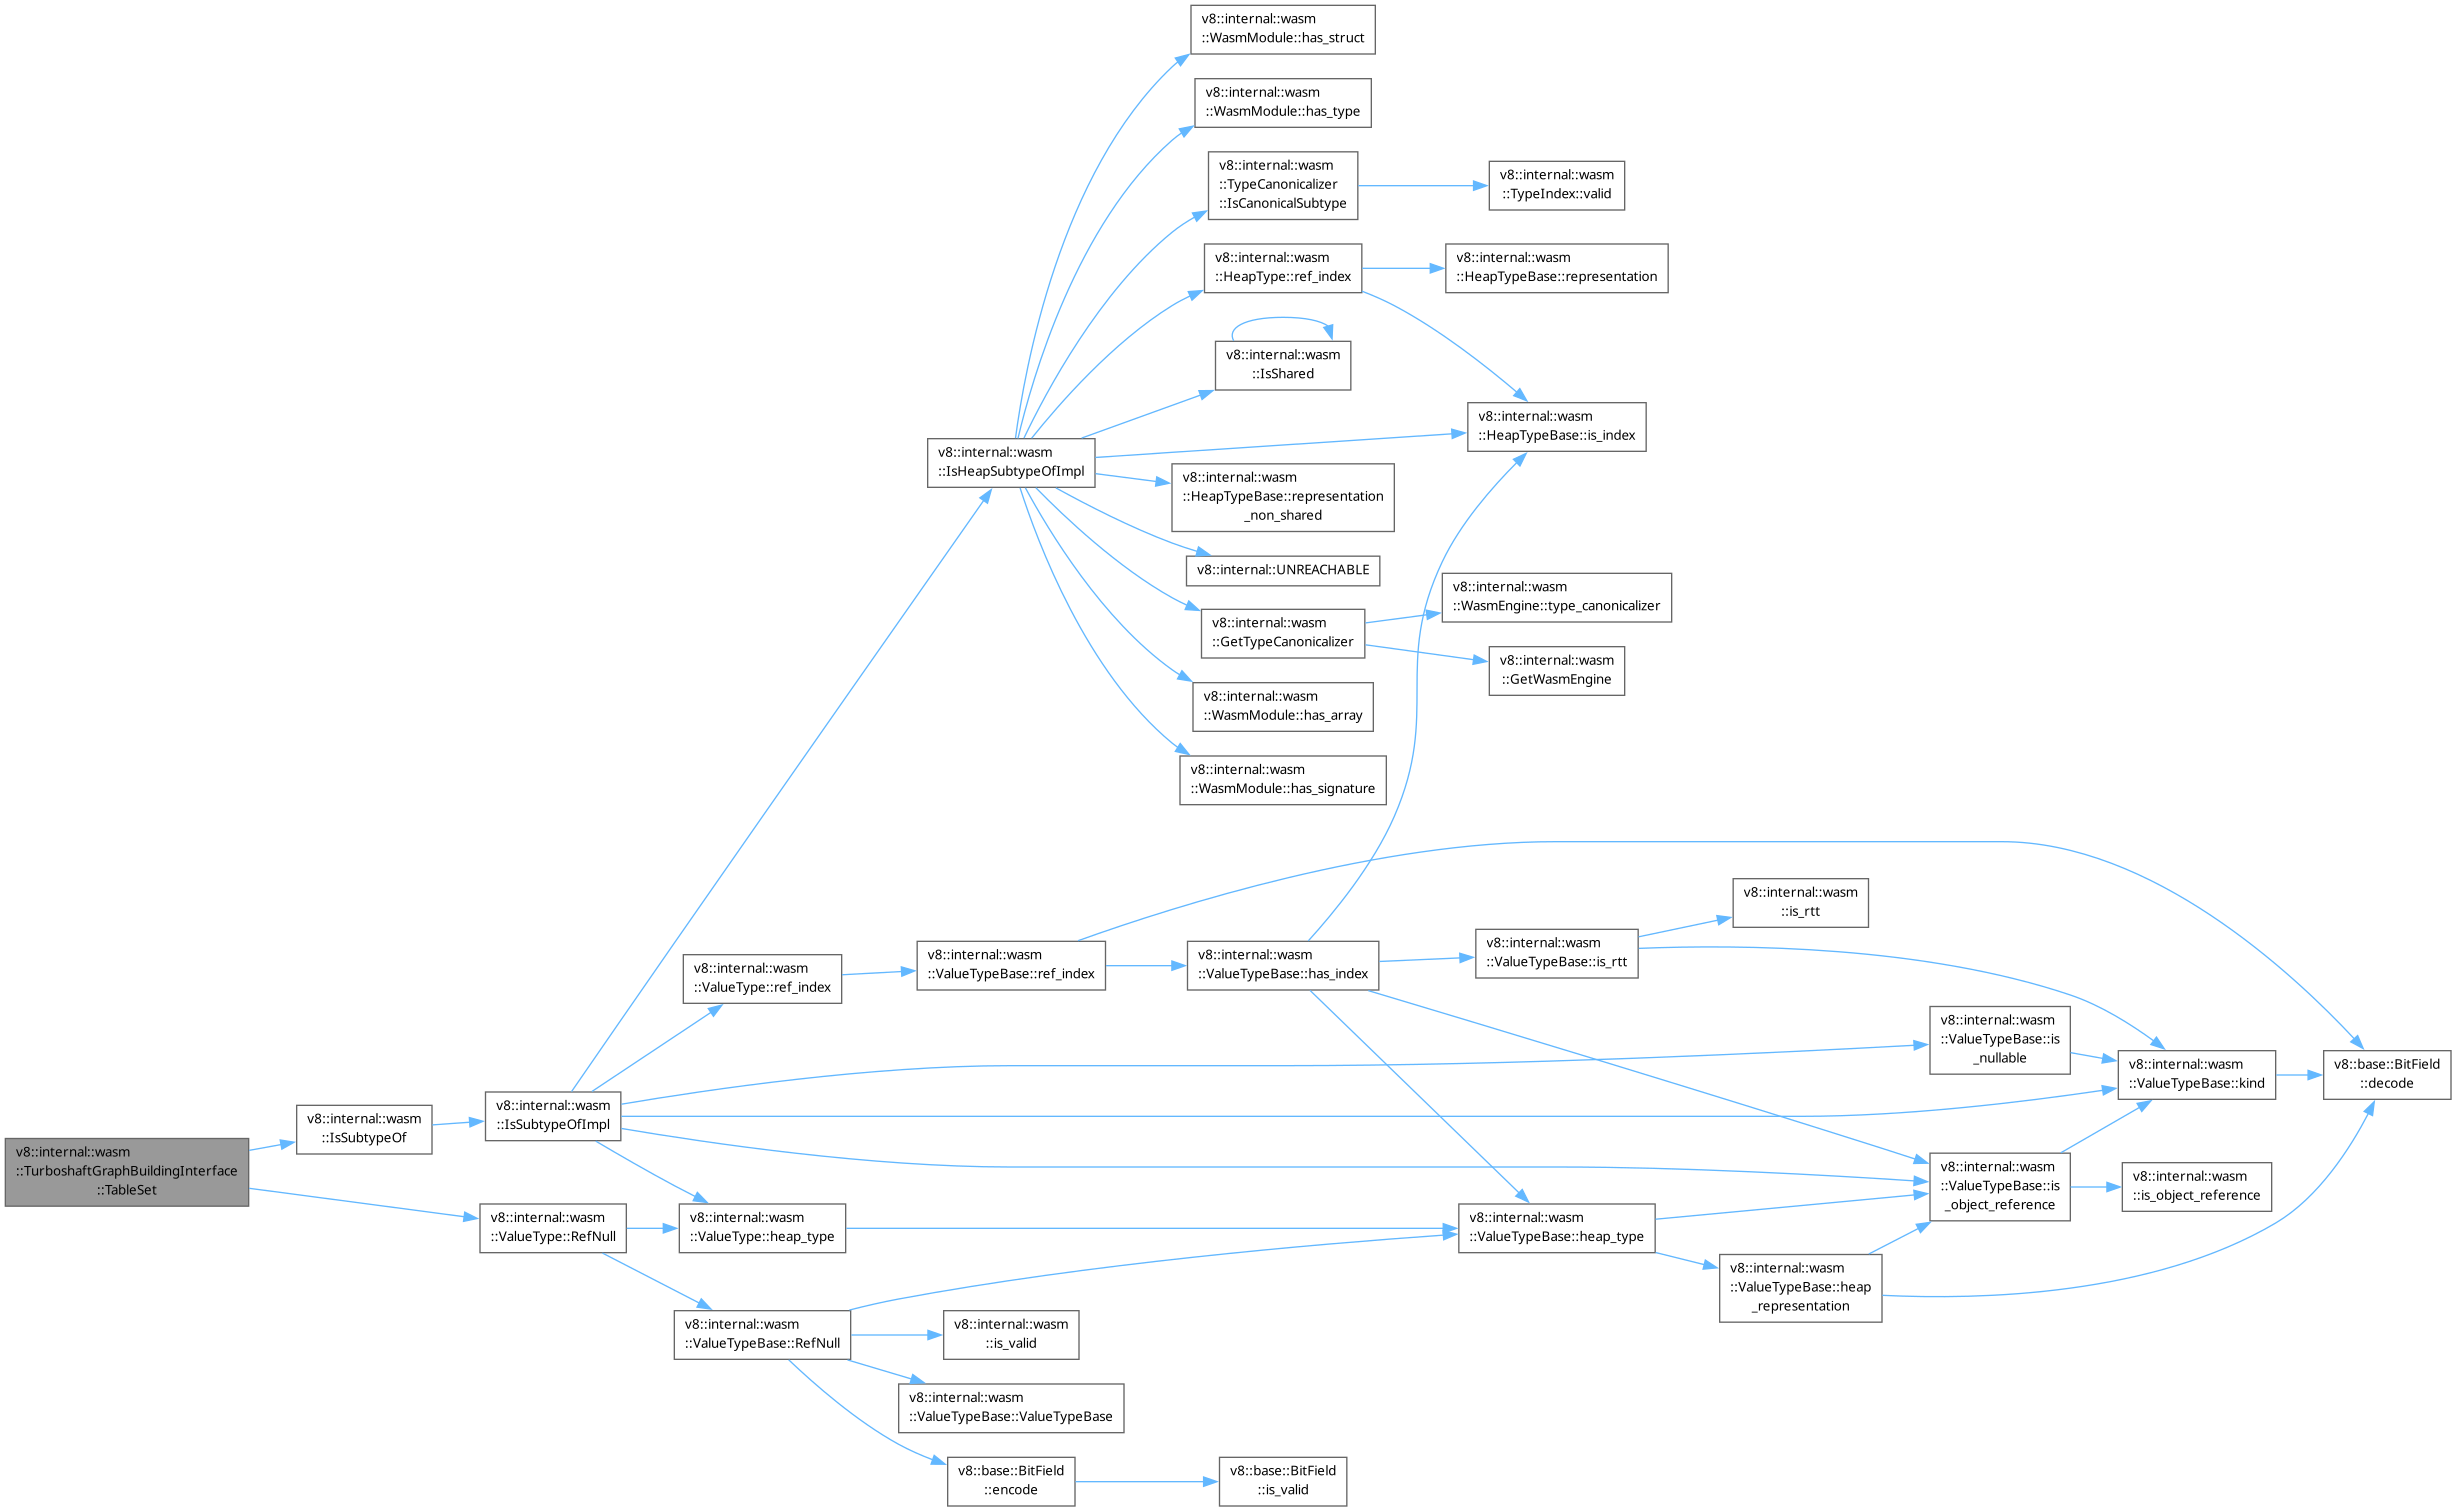 v8::internal::wasm
::WasmModule::has_struct
v8::internal::wasm
::WasmModule::has_type
v8::internal::wasm
::TypeCanonicalizer
::IsCanonicalSubtype
v8::internal::wasm
::TypeIndex::valid
v8::internal::wasm
::HeapType::ref_index
v8::internal::wasm
::HeapTypeBase::representation
v8::internal::wasm
::IsShared
v8::internal::wasm
::HeapTypeBase::is_index
v8::internal::wasm
::IsHeapSubtypeOfImpl
v8::internal::wasm
::HeapTypeBase::representation
_non_shared
v8::internal::UNREACHABLE
v8::internal::wasm
::WasmEngine::type_canonicalizer
v8::internal::wasm
::GetTypeCanonicalizer
v8::internal::wasm
::GetWasmEngine
v8::internal::wasm
::WasmModule::has_array
v8::internal::wasm
::WasmModule::has_signature
v8::internal::wasm
::is_rtt
v8::internal::wasm
::ValueType::ref_index
v8::internal::wasm
::ValueTypeBase::ref_index
v8::internal::wasm
::ValueTypeBase::has_index
v8::internal::wasm
::ValueTypeBase::is_rtt
v8::internal::wasm
::ValueTypeBase::is
_nullable
v8::internal::wasm
::ValueTypeBase::kind
v8::base::BitField
::decode
v8::internal::wasm
::TurboshaftGraphBuildingInterface
::TableSet
v8::internal::wasm
::IsSubtypeOf
v8::internal::wasm
::IsSubtypeOfImpl
v8::internal::wasm
::ValueTypeBase::is
_object_reference
v8::internal::wasm
::is_object_reference
v8::internal::wasm
::ValueType::RefNull
v8::internal::wasm
::ValueType::heap_type
v8::internal::wasm
::ValueTypeBase::heap_type
v8::internal::wasm
::ValueTypeBase::heap
_representation
v8::internal::wasm
::ValueTypeBase::RefNull
v8::internal::wasm
::is_valid
v8::internal::wasm
::ValueTypeBase::ValueTypeBase
v8::base::BitField
::encode
v8::base::BitField
::is_valid